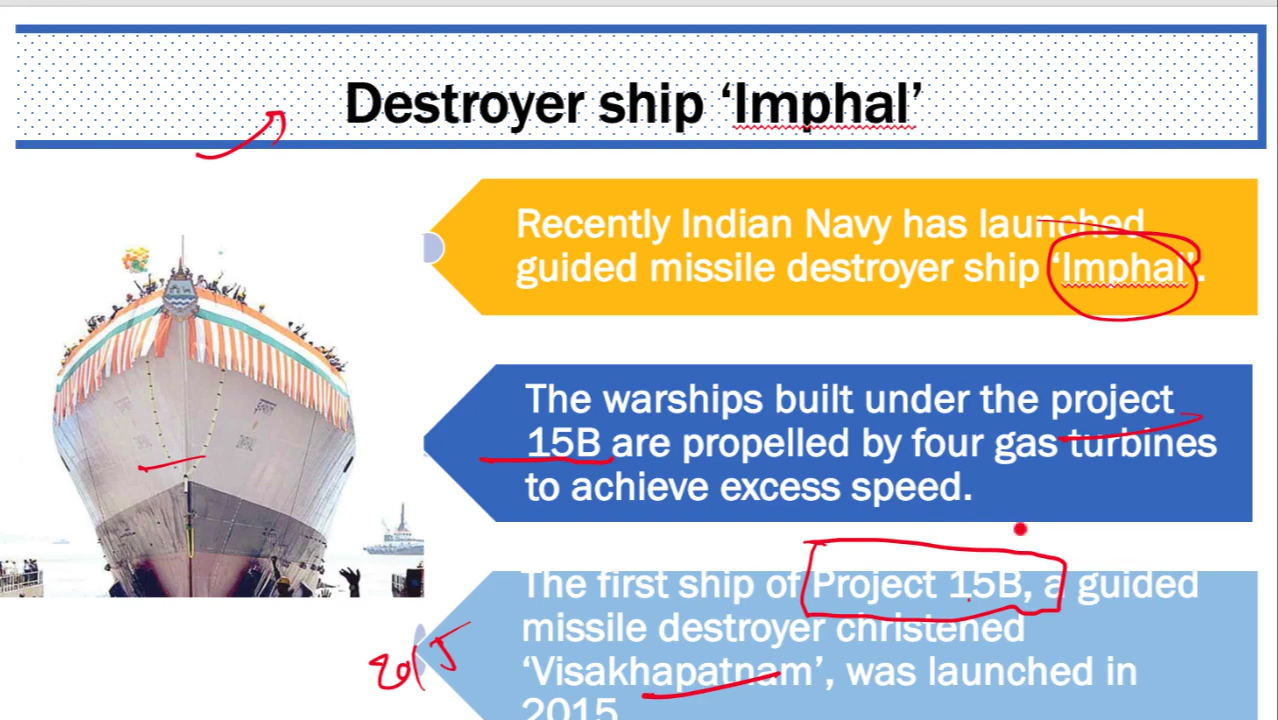 Destroyer ship ‘Imphal’
Recently Indian Navy has launched
guided missile destroyer ship ‘Imphal’.
The warships built under the project
15B are propelled by four gas turbines
to achieve excess speed.
The first ship of Project 15B, a guided
missile destroyer christened
‘Visakhapatnam’, was launched in
2015
2015